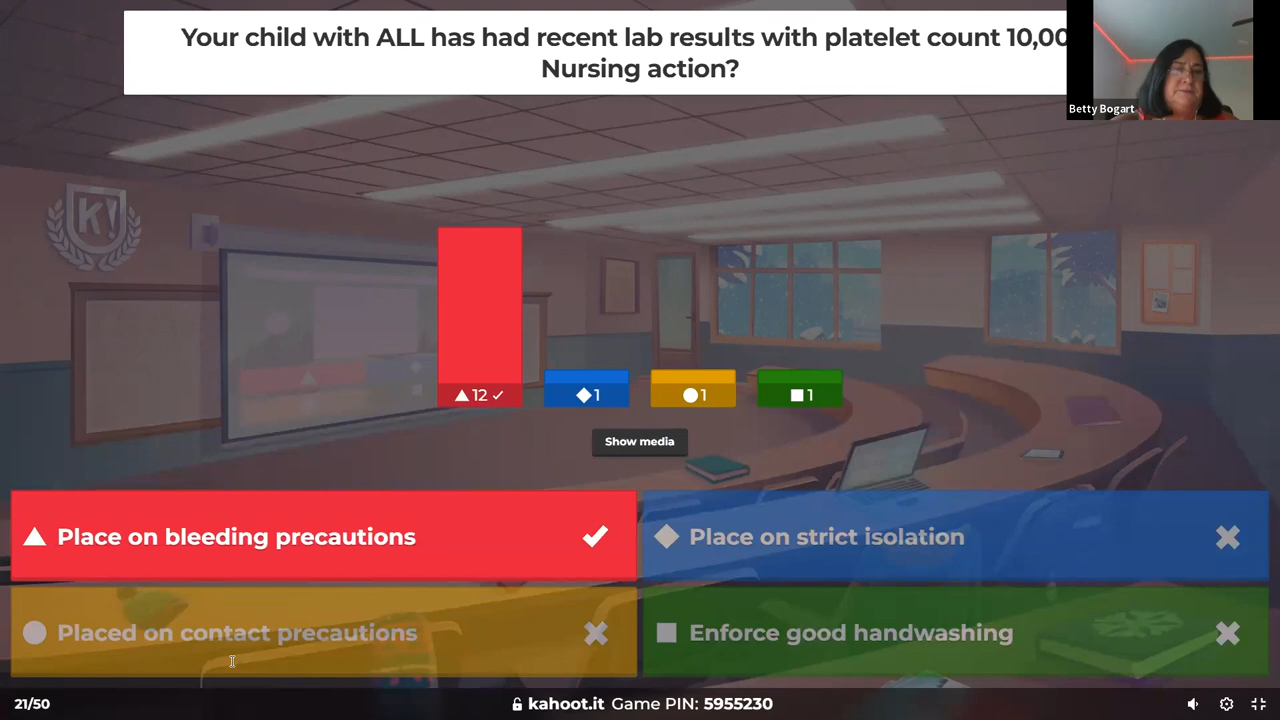 Your child with ALL has had recent lab results with platelet count
Nursing action?
Betty Bogart
K!
12
1
1
1
Show media
Place on bleeding precautions
Place on strict isolation
Placed on contact precautions
Enforce good handwashing
21/50
kahoot.it Game PIN: 5955230